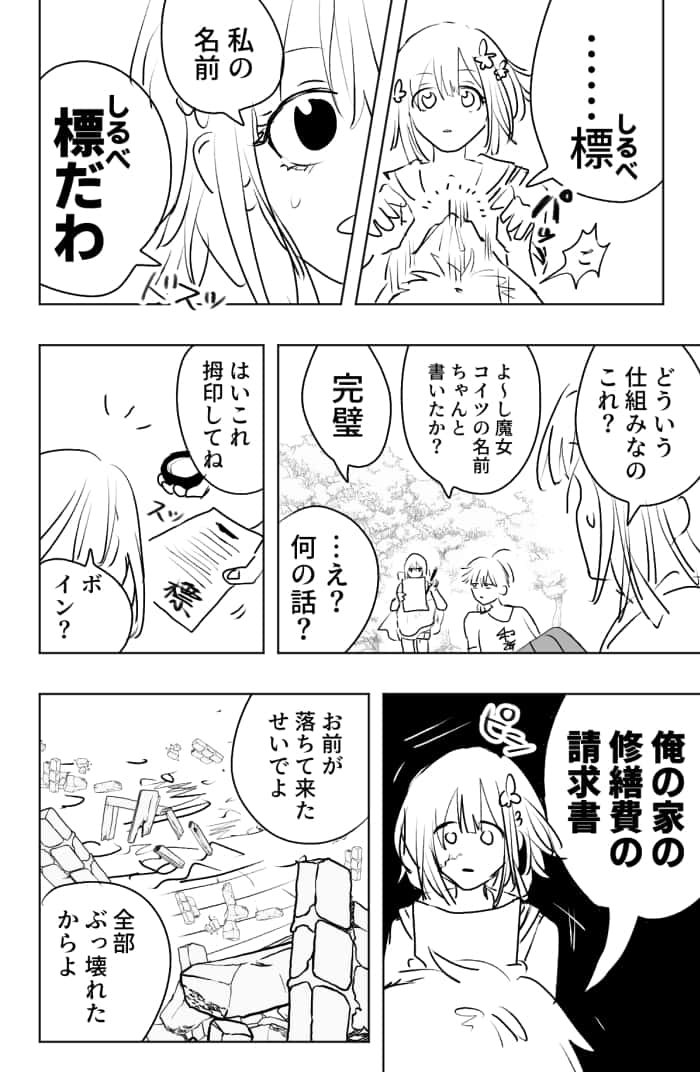 ……標
しるべ
パッ
私の
名前
標だわ
しるべ
ドスッ
どういう
仕組みなの
これ？
よ〜し魔女
コイツの名前
ちゃんと
書いたか？
完璧
…え？
何の話？
はいこれ
拇印してね
スッ
標
ボ
イン？
俺の家の
修繕費の
請求書
ピシッ
お前が
落ちて来た
せいでよ
全部
ぶっ壊れた
からよ